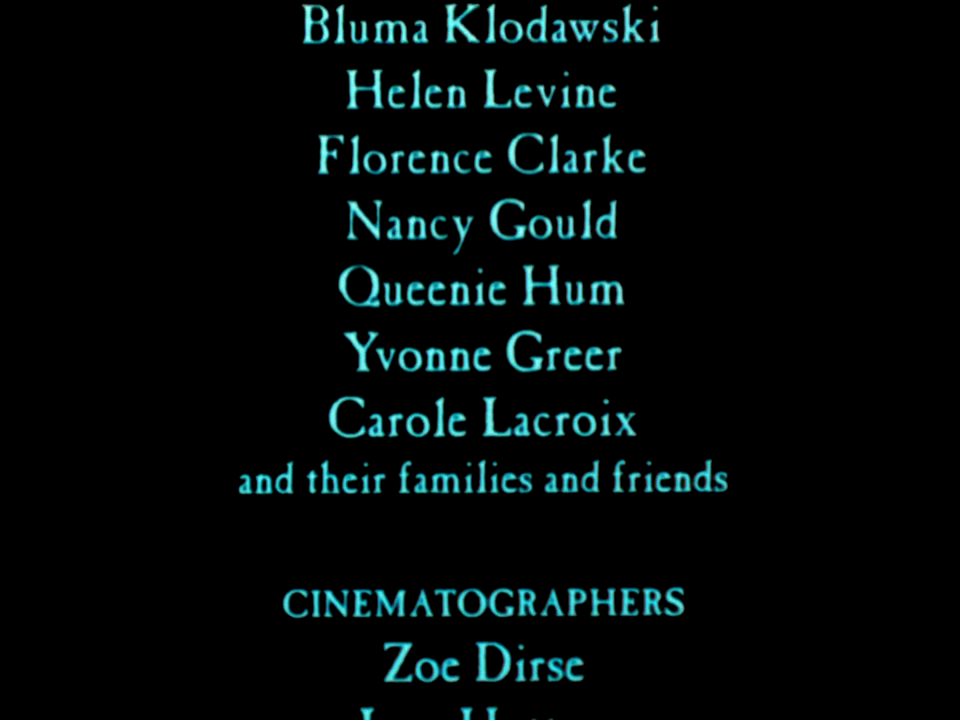 Bluma Klodawski
Helen Levine
Florence Clarke
Nancy Gould
Queenie Hum
Yvonne Greer
Carole Lacroix
and their families and friends
CINEMATOGRAPHERS
Zoe Dirse